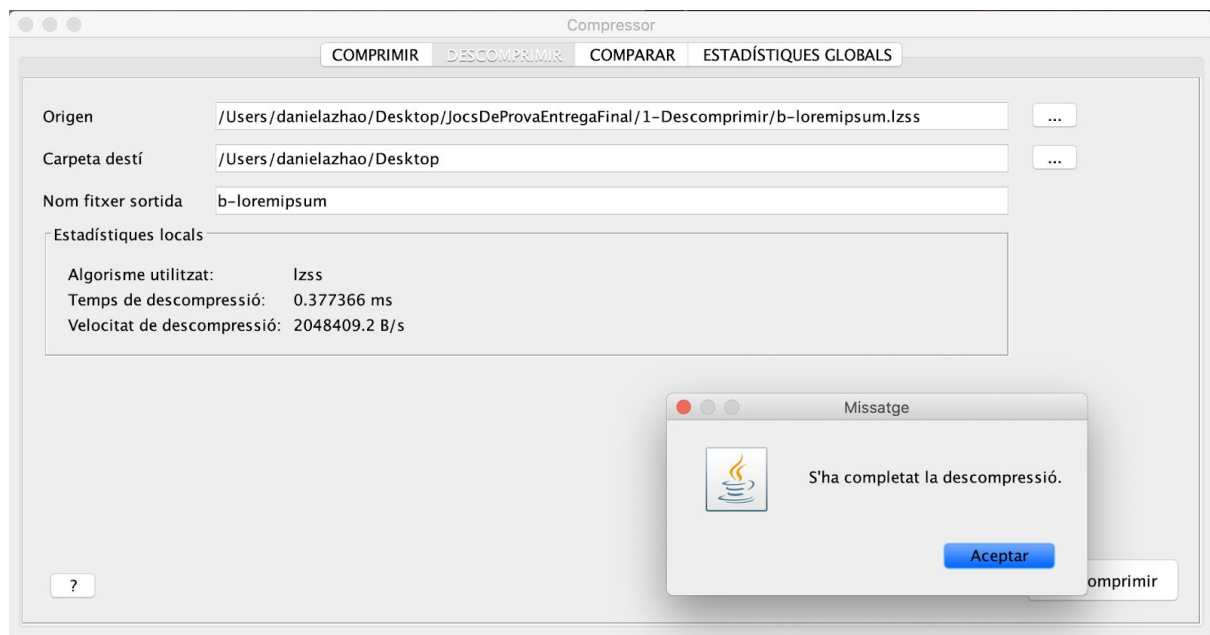 Compressor
COMPRIMIR DESCOMPRIMIR COMPARAR ESTADÍSTIQUES GLOBALS
Origen /Users/danielazhao/Desktop/JocsDeProvaEntregaFinal/1-Descomprimir/b-loremipsum.lzss ...
Carpeta destí /Users/danielazhao/Desktop ...
Nom fitxer sortida b-loremipsum
Estadístiques locals
Algorisme utilitzat: lzss
Temps de descompressió: 0.377366 ms
Velocitat de descompressió: 2048409.2 B/s
Missatge
S'ha completat la descompressió.
Aceptar
? omprimir